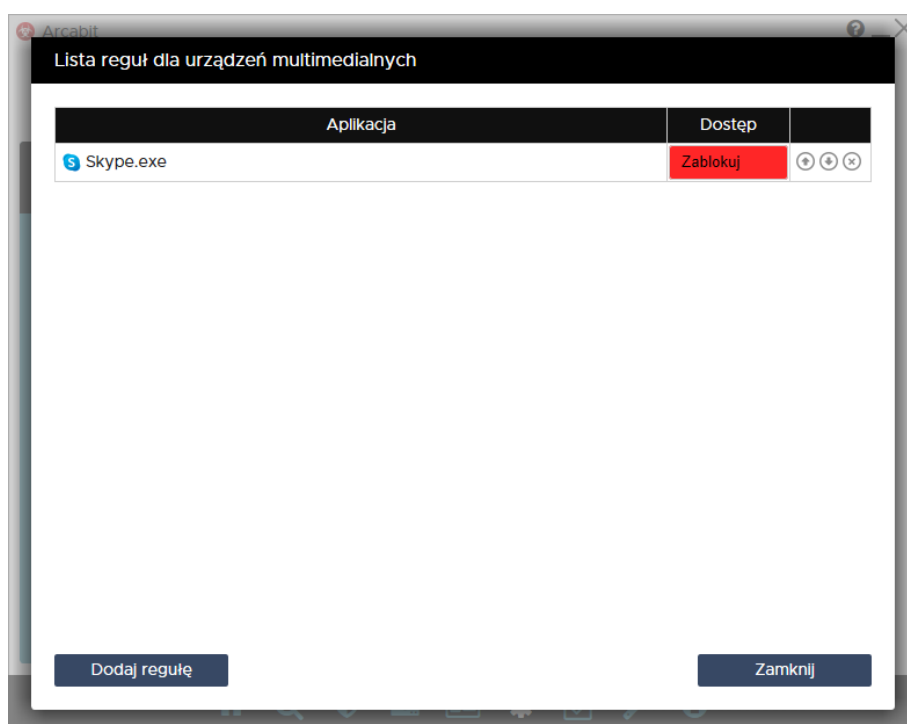 Arcabit
Lista reguł dla urządzeń multimedialnych
Aplikacja Dostęp
Skype.exe Zablokuj
Dodaj regułę Zamknij